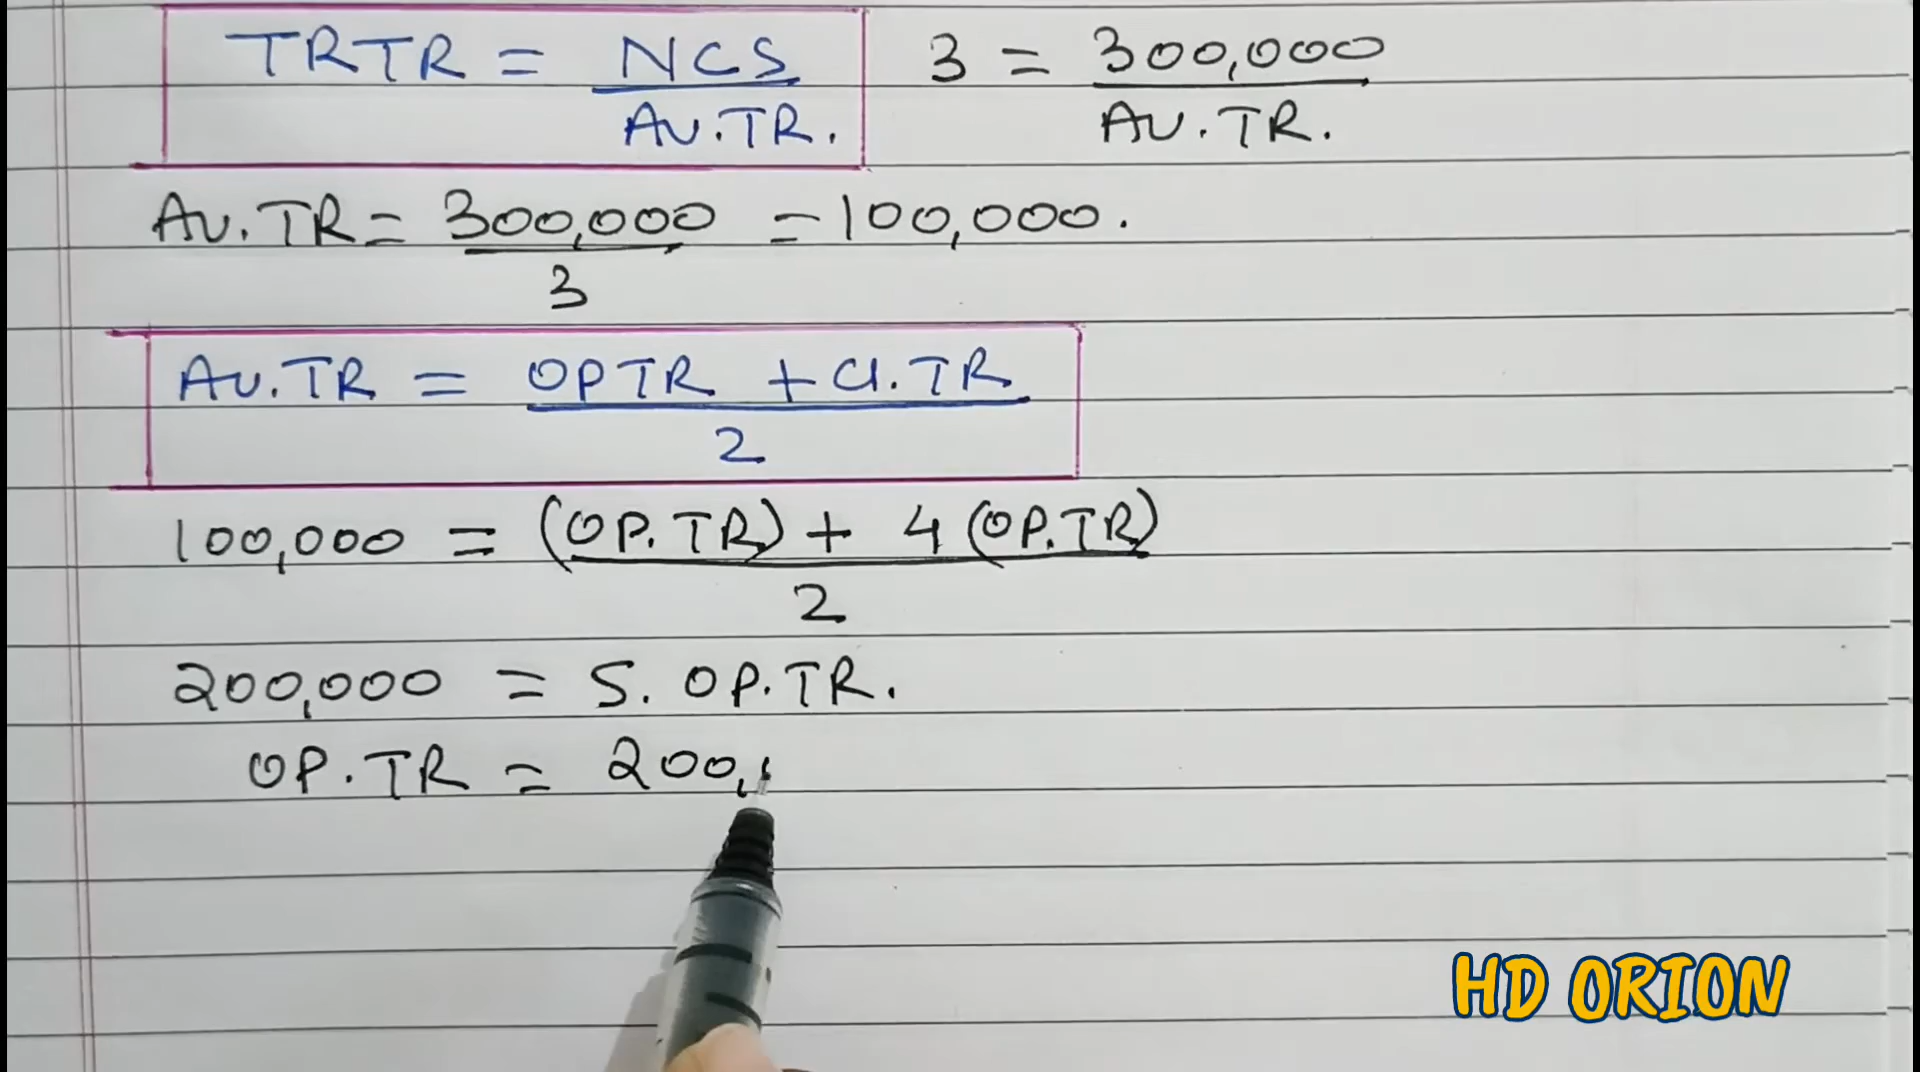 TRTR = NCS / AV.TR. 3 = 300,000 / AV.TR.
AV.TR = 300,000 / 3 = 100,000.
AV.TR = OPTR + Cl.TR / 2
100,000 = (OP.TR) + 4 (OP.TR) / 2
200,000 = 5. OP.TR.
OP.TR = 200,
HD ORION